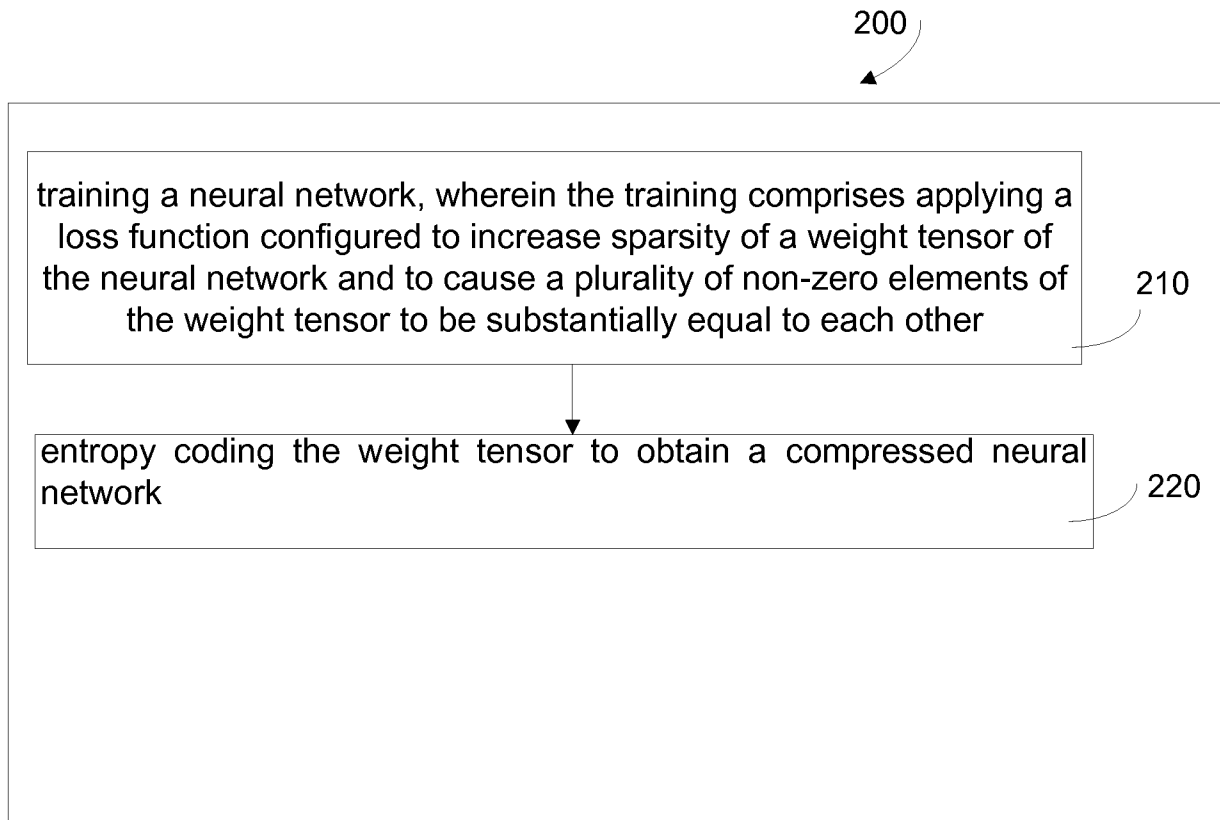 200
training a neural network, wherein the training comprises applying a
loss function configured to increase sparsity of a weight tensor of
the neural network and to cause a plurality of non-zero elements of
the weight tensor to be substantially equal to each other
210
entropy coding the weight tensor to obtain a compressed neural
network
220